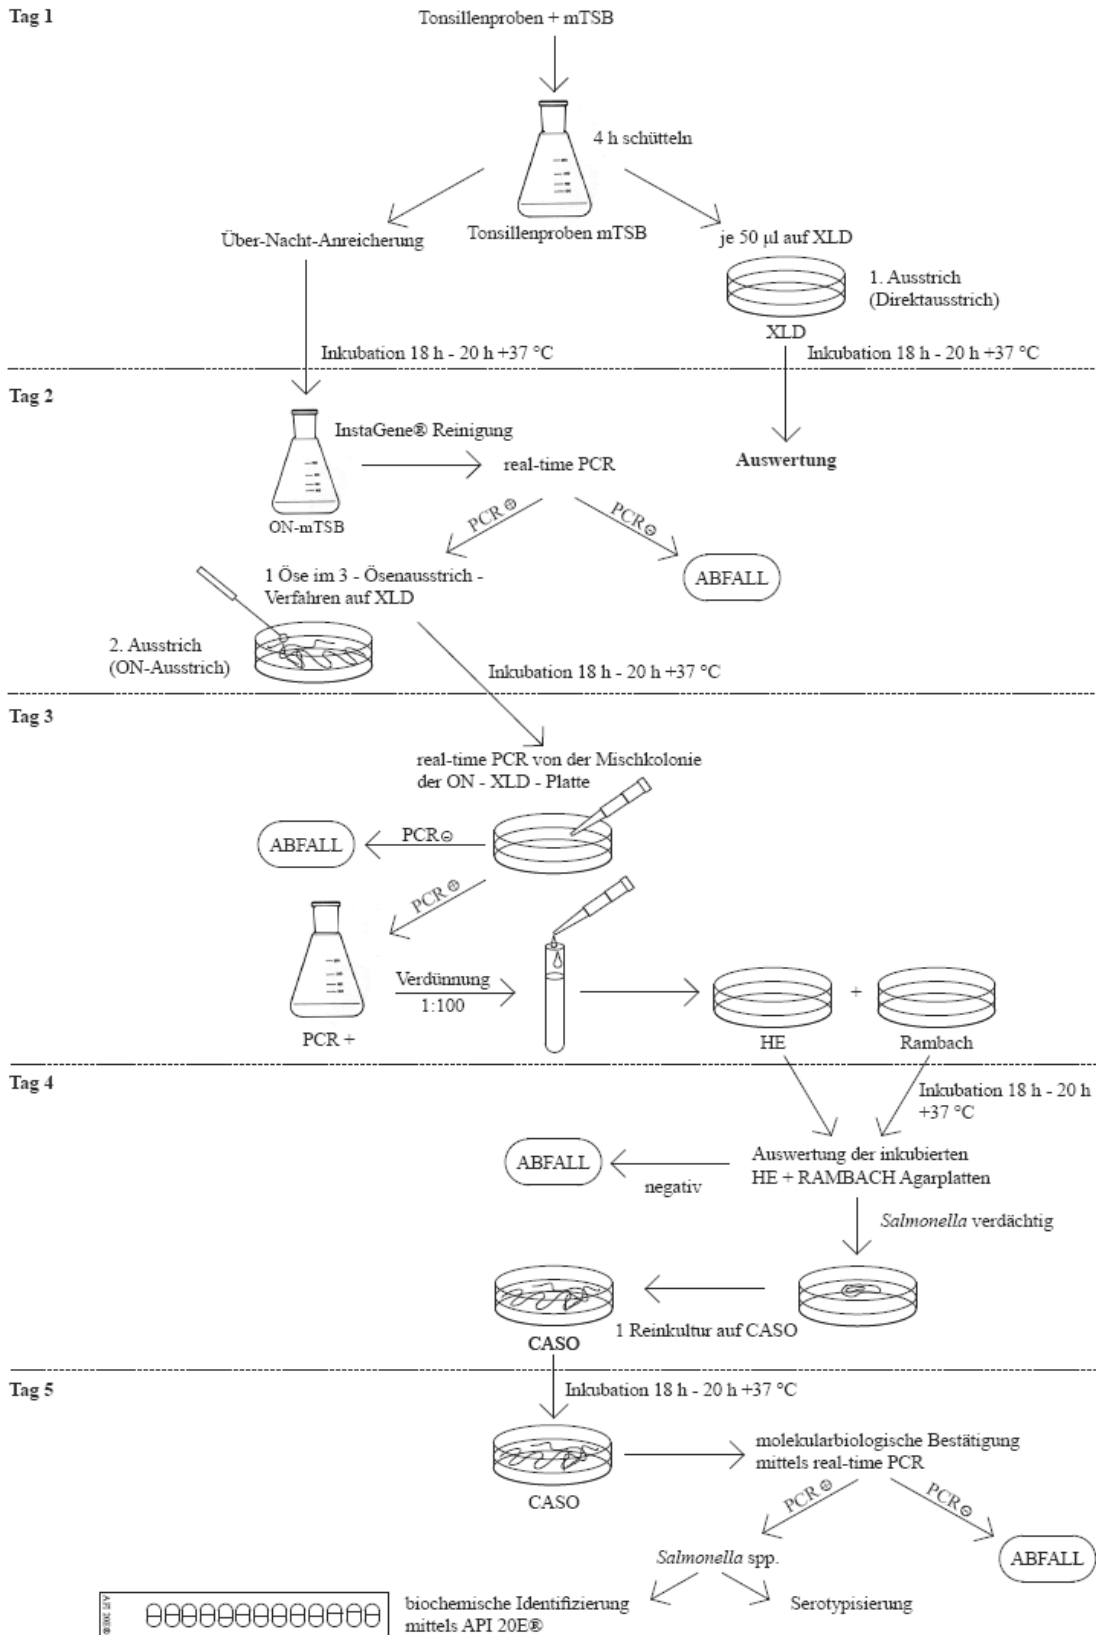 Tag 1
Tonsillenproben + mTSB
4 h schütteln
Tonsillenproben mTSB
Über-Nacht-Anreicherung
je 50 µl auf XLD
1. Ausstrich
(Direktausstrich)
XLD
Inkubation 18 h - 20 h +37 °C
Inkubation 18 h - 20 h +37 °C
Tag 2
InstaGene® Reinigung
real-time PCR
Auswertung
ON-mTSB
PCR ⊕
PCR ⊖
ABFALL
1 Öse im 3 - Ösenausstrich -
Verfahren auf XLD
2. Ausstrich
(ON-Ausstrich)
Inkubation 18 h - 20 h +37 °C
Tag 3
real-time PCR von der Mischkolonie
der ON - XLD - Platte
ABFALL
PCR ⊖
PCR ⊕
Verdünnung
1:100
PCR +
+
HE
Rambach
Tag 4
Inkubation 18 h - 20 h
+37 °C
Auswertung der inkubierten
HE + RAMBACH Agarplatten
ABFALL
negativ
Salmonella verdächtig
1 Reinkultur auf CASO
CASO
Tag 5
Inkubation 18 h - 20 h +37 °C
CASO
molekularbiologische Bestätigung
mittels real-time PCR
PCR ⊕
PCR ⊖
Salmonella spp.
ABFALL
API 20E®
biochemische Identifizierung
mittels API 20E®
Serotypisierung